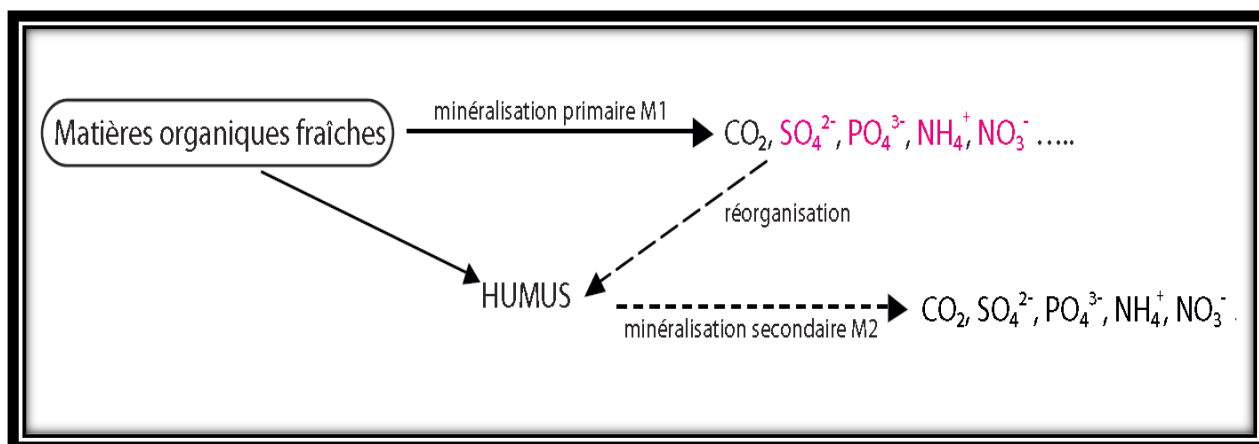 minéralisation primaire M1
Matières organiques fraîches
CO₂, SO₄²⁻, PO₄³⁻, NH₄⁺, NO₃⁻ .....
réorganisation
HUMUS
CO₂, SO₄²⁻, PO₄³⁻, NH₄⁺, NO₃⁻ .
minéralisation secondaire M2